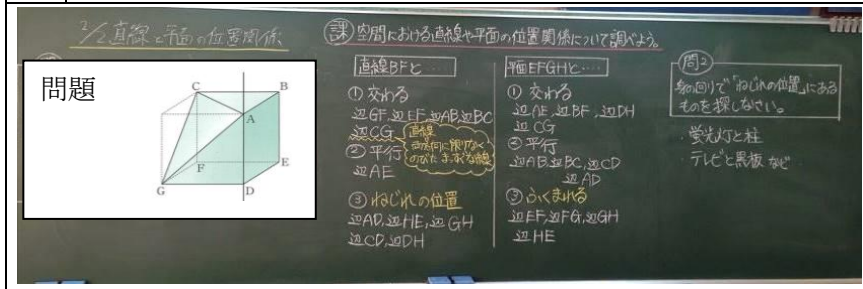 2/2 直線と平面の位置関係
課 空間における直線や平面の位置関係について調べよう。
問題
C
B
A
F
E
G
D
直線BFと…
① 交わる
辺GF,辺EF,辺AB,辺BC
辺CG
直線
両方向に限りなく
のびたまっすぐな線
② 平行
辺AE
③ ねじれの位置
辺AD,辺HE,辺GH
辺CD,辺DH
平面EFGHと…
① 交わる
辺AE,辺BF,辺DH
辺CG
② 平行
辺AB,辺BC,辺CD
辺AD
③ ふくまれる
辺EF,辺FG,辺GH
辺HE
問2
身の回りで「ねじれの位置」にある
ものを探しなさい。
・蛍光灯と柱
・テレビと黒板 など